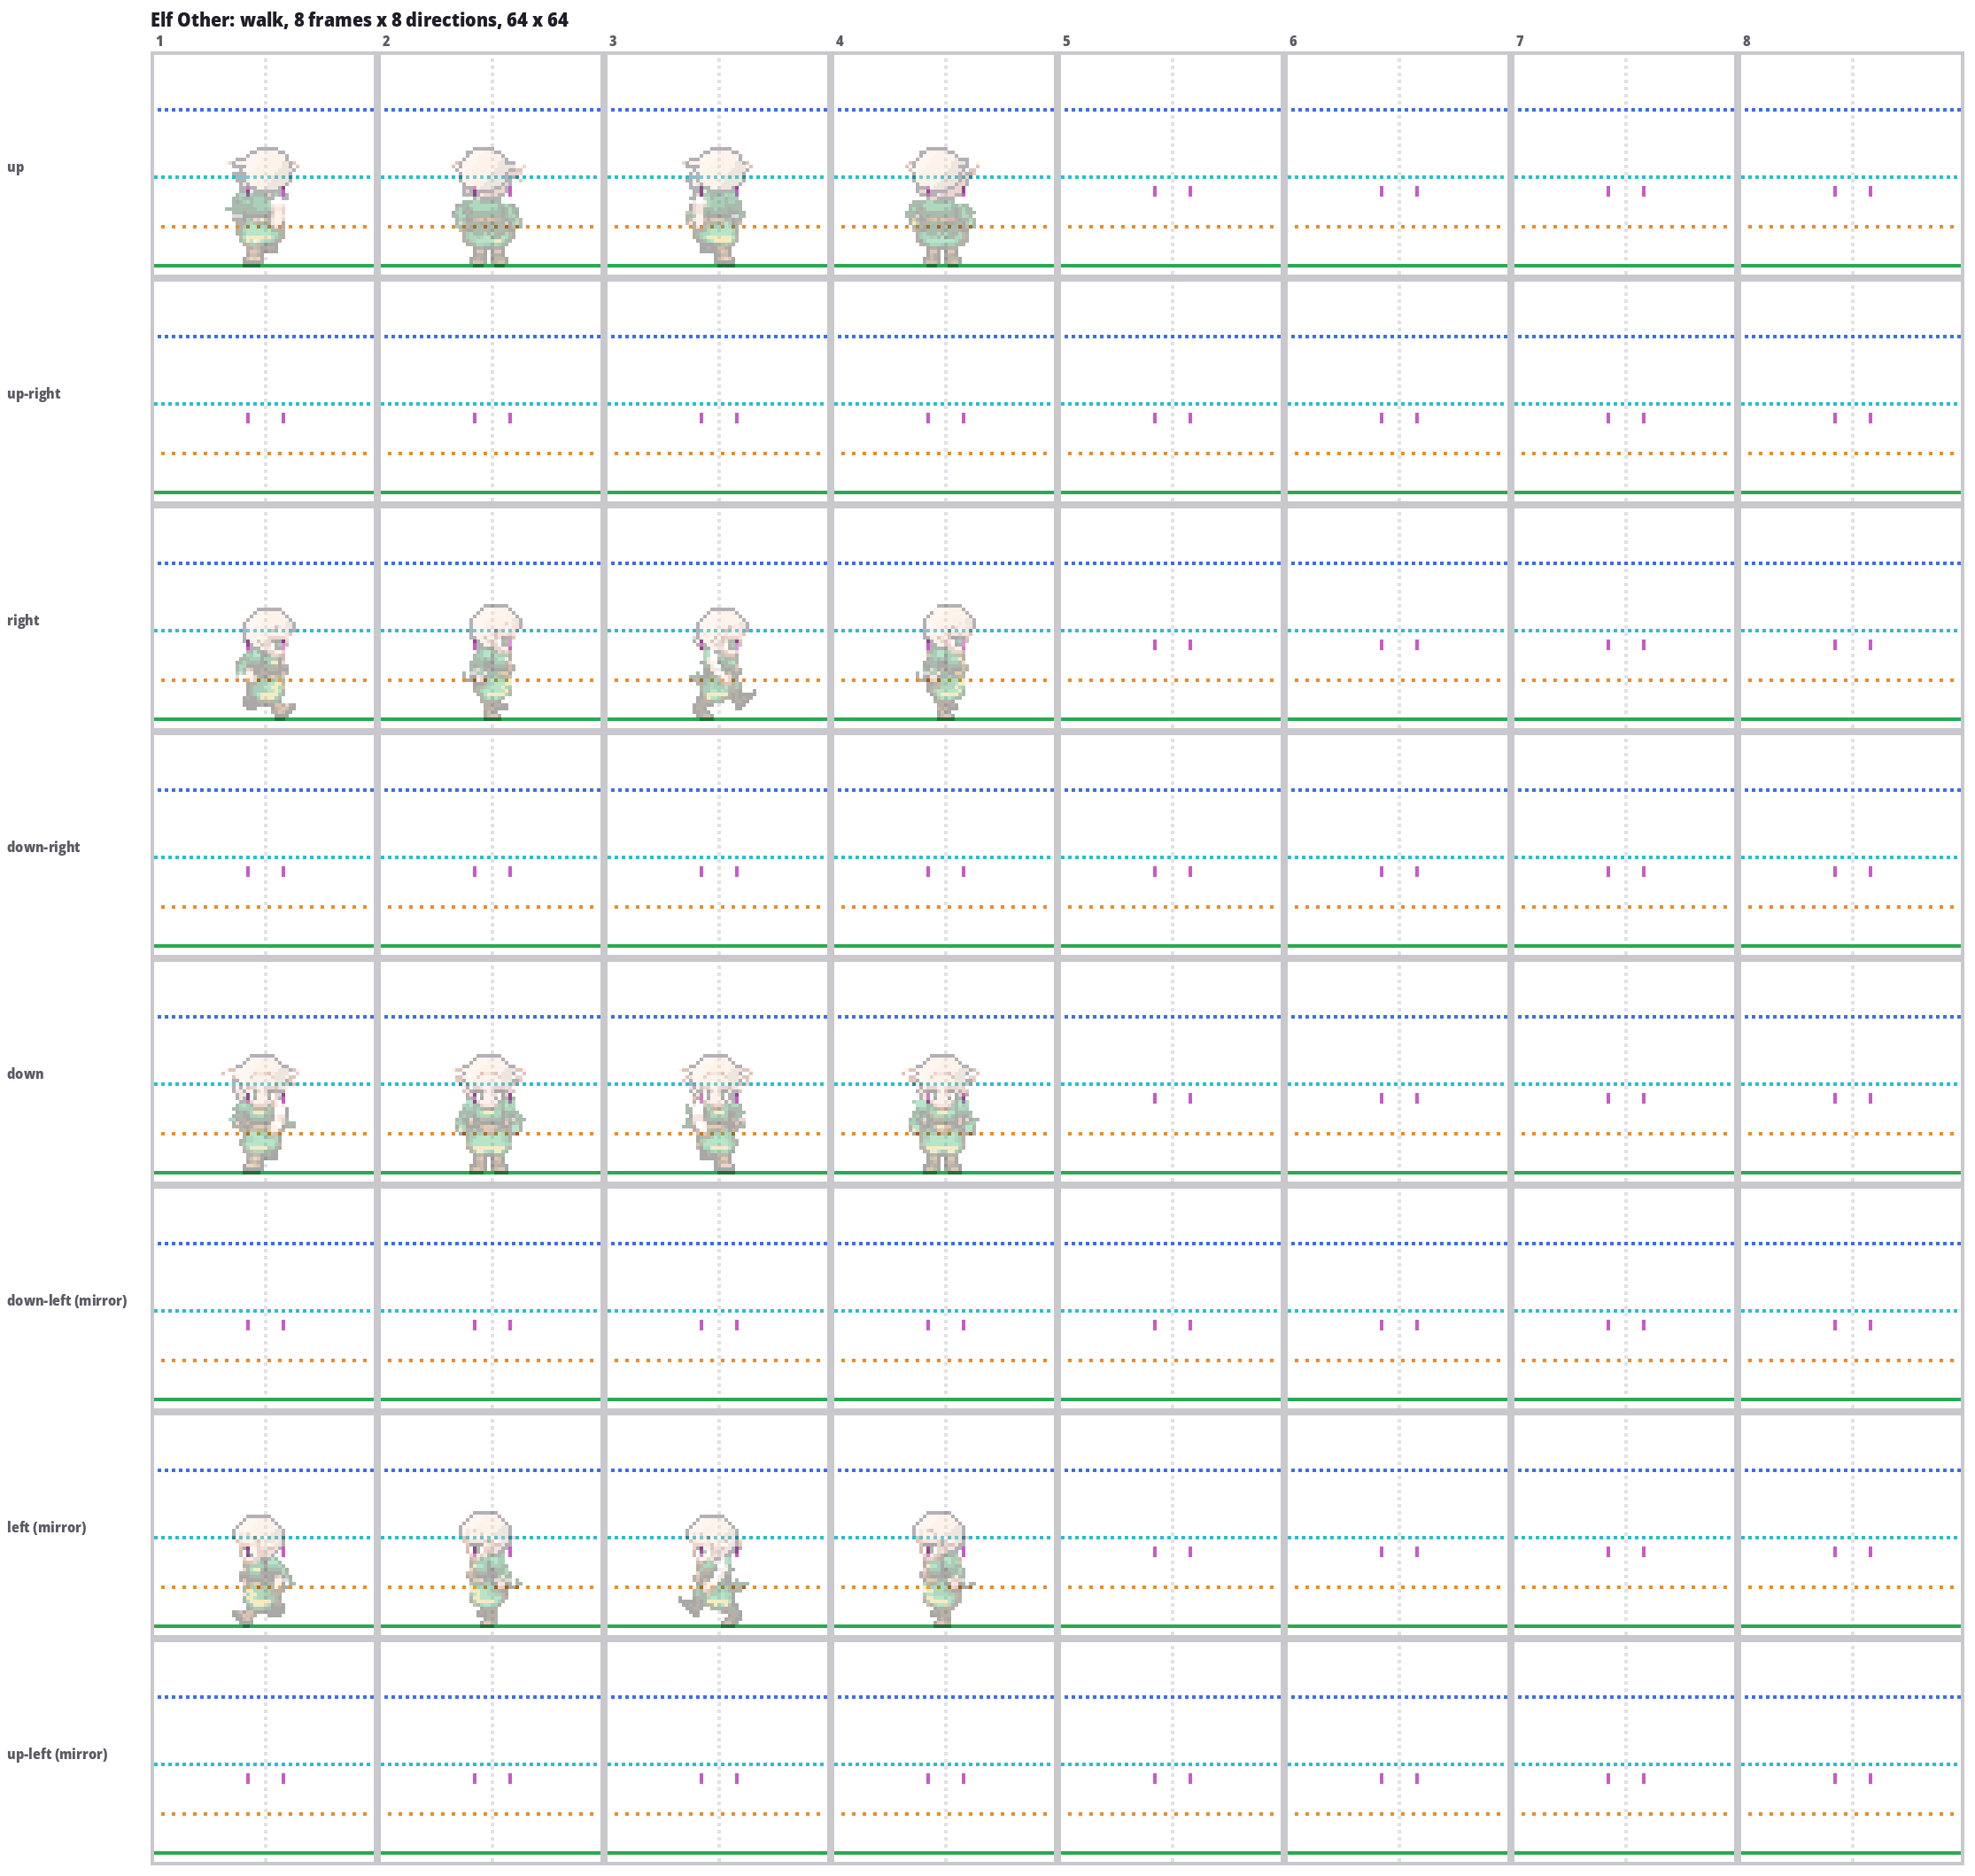 Elf Other: walk, 8 frames x 8 directions, 64 x 64
1 2 3 4 5 6 7 8
up
up-right
right
down-right
down
down-left (mirror)
left (mirror)
up-left (mirror)